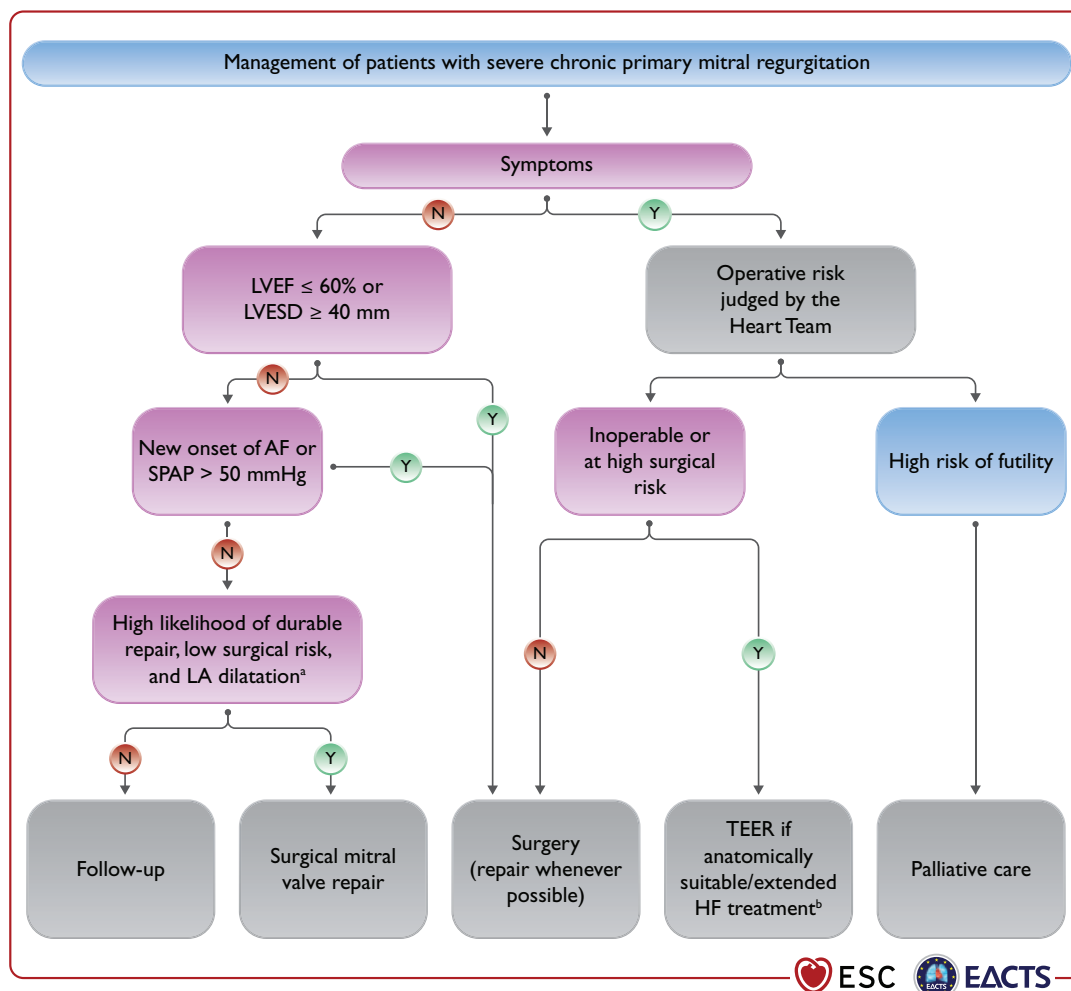 Management of patients with severe chronic primary mitral regurgitation
Symptoms
N
Y
LVEF ≤ 60% or
LVESD ≥ 40 mm
Operative risk
judged by the
Heart Team
N
Y
New onset of AF or
SPAP > 50 mmHg
Y
Inoperable or
at high surgical
risk
High risk of futility
N
High likelihood of durable
repair, low surgical risk,
and LA dilatationᵃ
N
Y
N
Y
Follow-up
Surgical mitral
valve repair
Surgery
(repair whenever
possible)
TEER if
anatomically
suitable/extended
HF treatmentᵇ
Palliative care
ESC
EACTS
EΔCTS